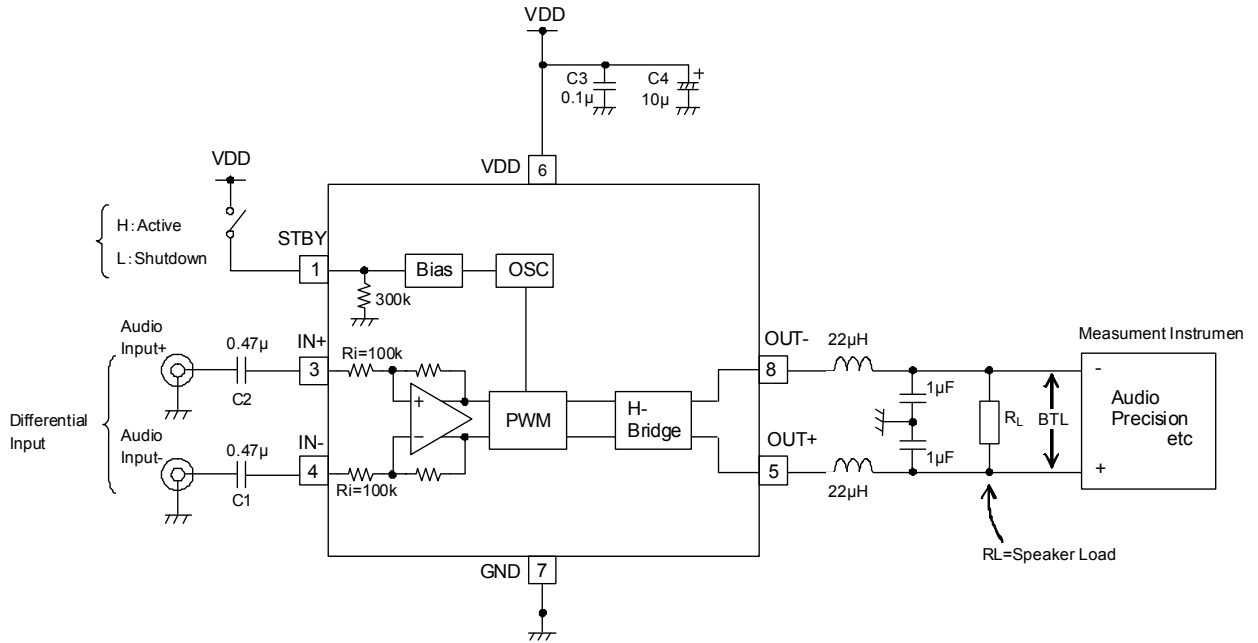 VDD
C3
0.1µ
C4
+
10µ
VDD
VDD
6
H:Active
L:Shutdown
STBY
1
Bias
OSC
300k
Audio
Input+
0.47µ
C2
IN+
3
Ri=100k
Differential
Input
Audio
Input-
0.47µ
C1
IN-
4
Ri=100k
+
−
PWM
H-
Bridge
OUT-
8
22µH
OUT+
5
22µH
1µF
1µF
RL
BTL
Measument Instrumen
-
Audio
Precision
etc
+
RL=Speaker Load
GND
7